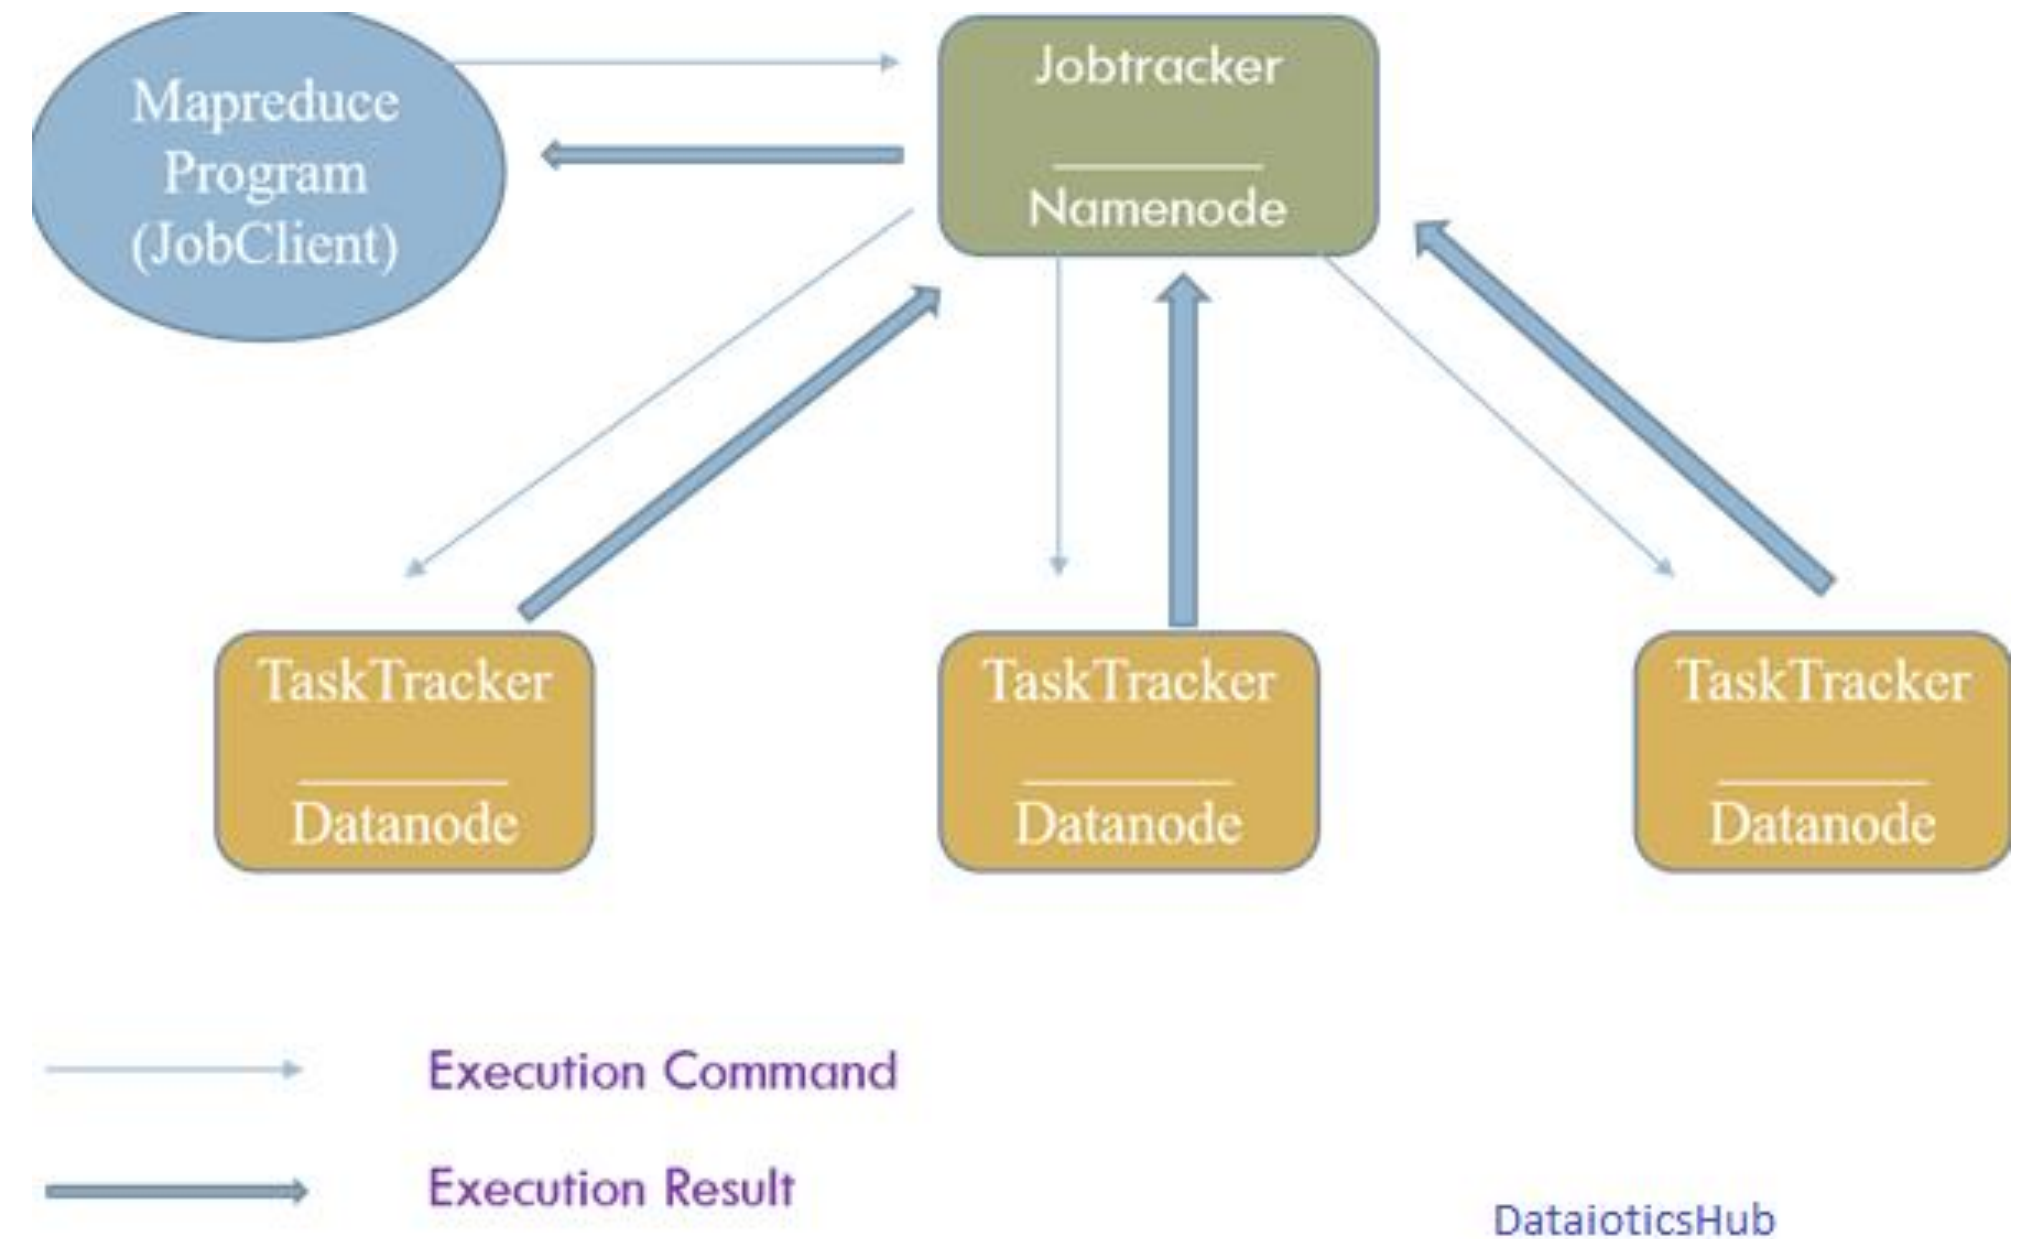 Mapreduce
Program
(JobClient)
Jobtracker
Namenode
TaskTracker
Datanode
TaskTracker
Datanode
TaskTracker
Datanode
Execution Command
Execution Result
DataioticsHub